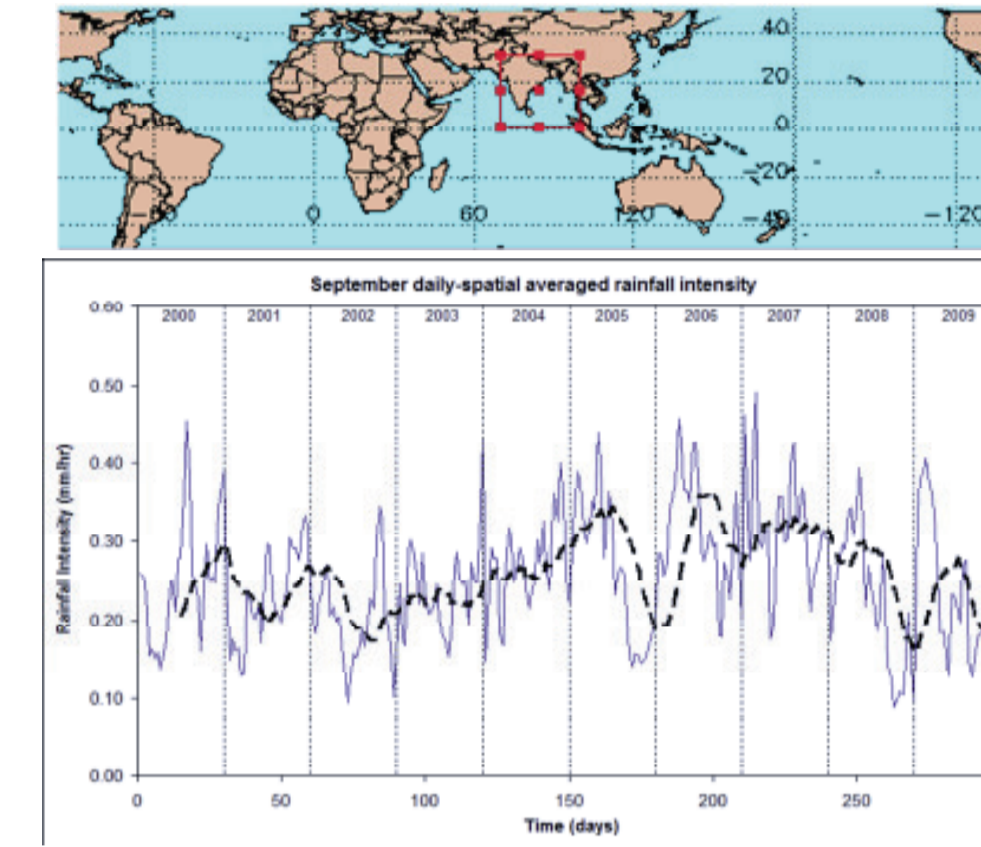 40
20
0
-20
-40
-60 0 60 120 -120
September daily-spatial averaged rainfall intensity
2000 2001 2002 2003 2004 2005 2006 2007 2008 2009
0.60
0.50
0.40
0.30
0.20
0.10
0.00
Rainfal Intensity (mm/hr)
0 50 100 150 200 250
Time (days)